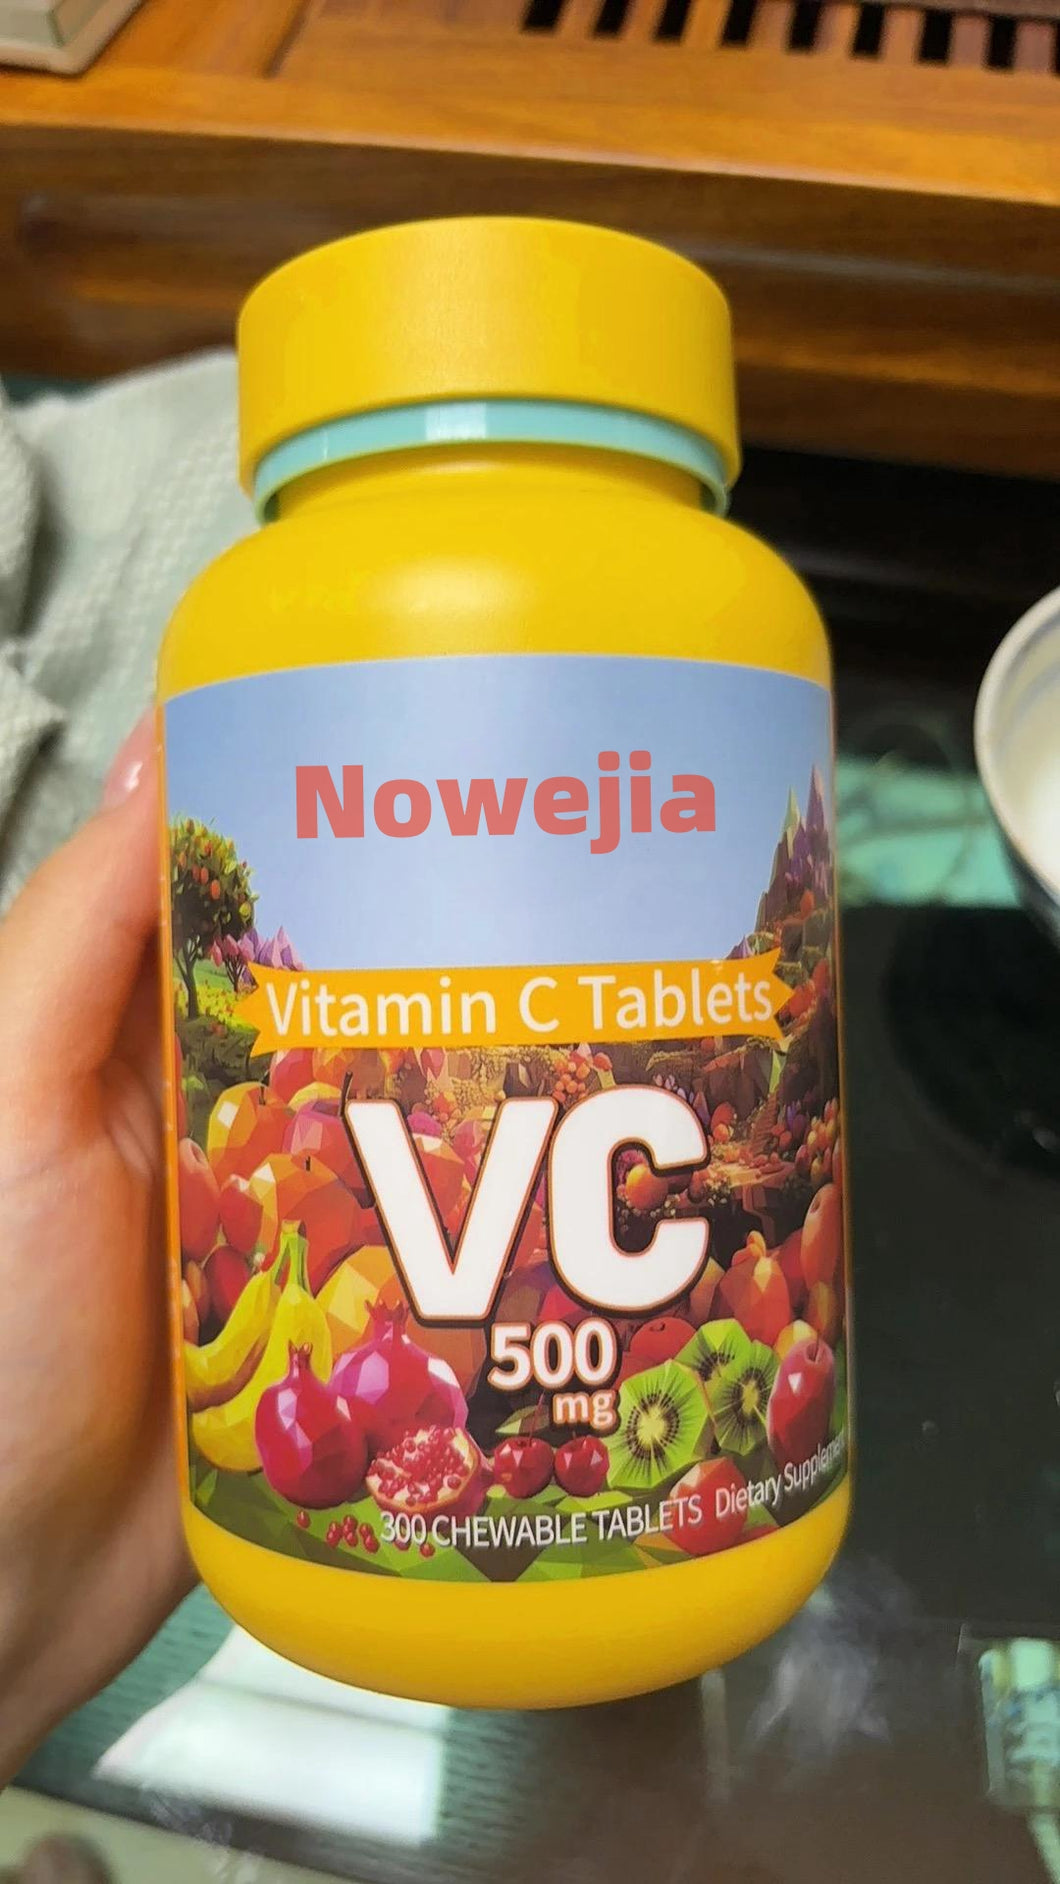 Nowejia
Vitamin C Tablets
VC
500
mg
300 CHEWABLE TABLETS Dietary Supplement